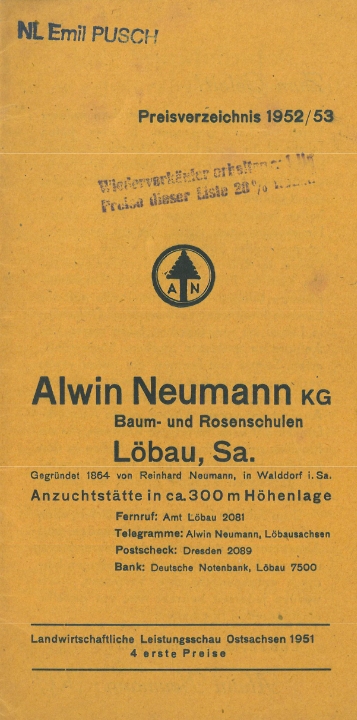 NL Emil PUSCH
Preisverzeichnis 1952/53
Wiederverkäufer erhalten
Preise dieser Liste 28%
A N
Alwin Neumann KG
Baum- und Rosenschulen
Löbau, Sa.
Gegründet 1864 von Reinhard Neumann, in Walddorf i. Sa.
Anzuchtstätte in ca. 300 m Höhenlage
Fernruf: Amt Löbau 2081
Telegramme: Alwin Neumann, Löbausachsen
Postscheck: Dresden 2089
Bank: Deutsche Notenbank, Löbau 7500
Landwirtschaftliche Leistungsschau Ostsachsen 1951
4 erste Preise